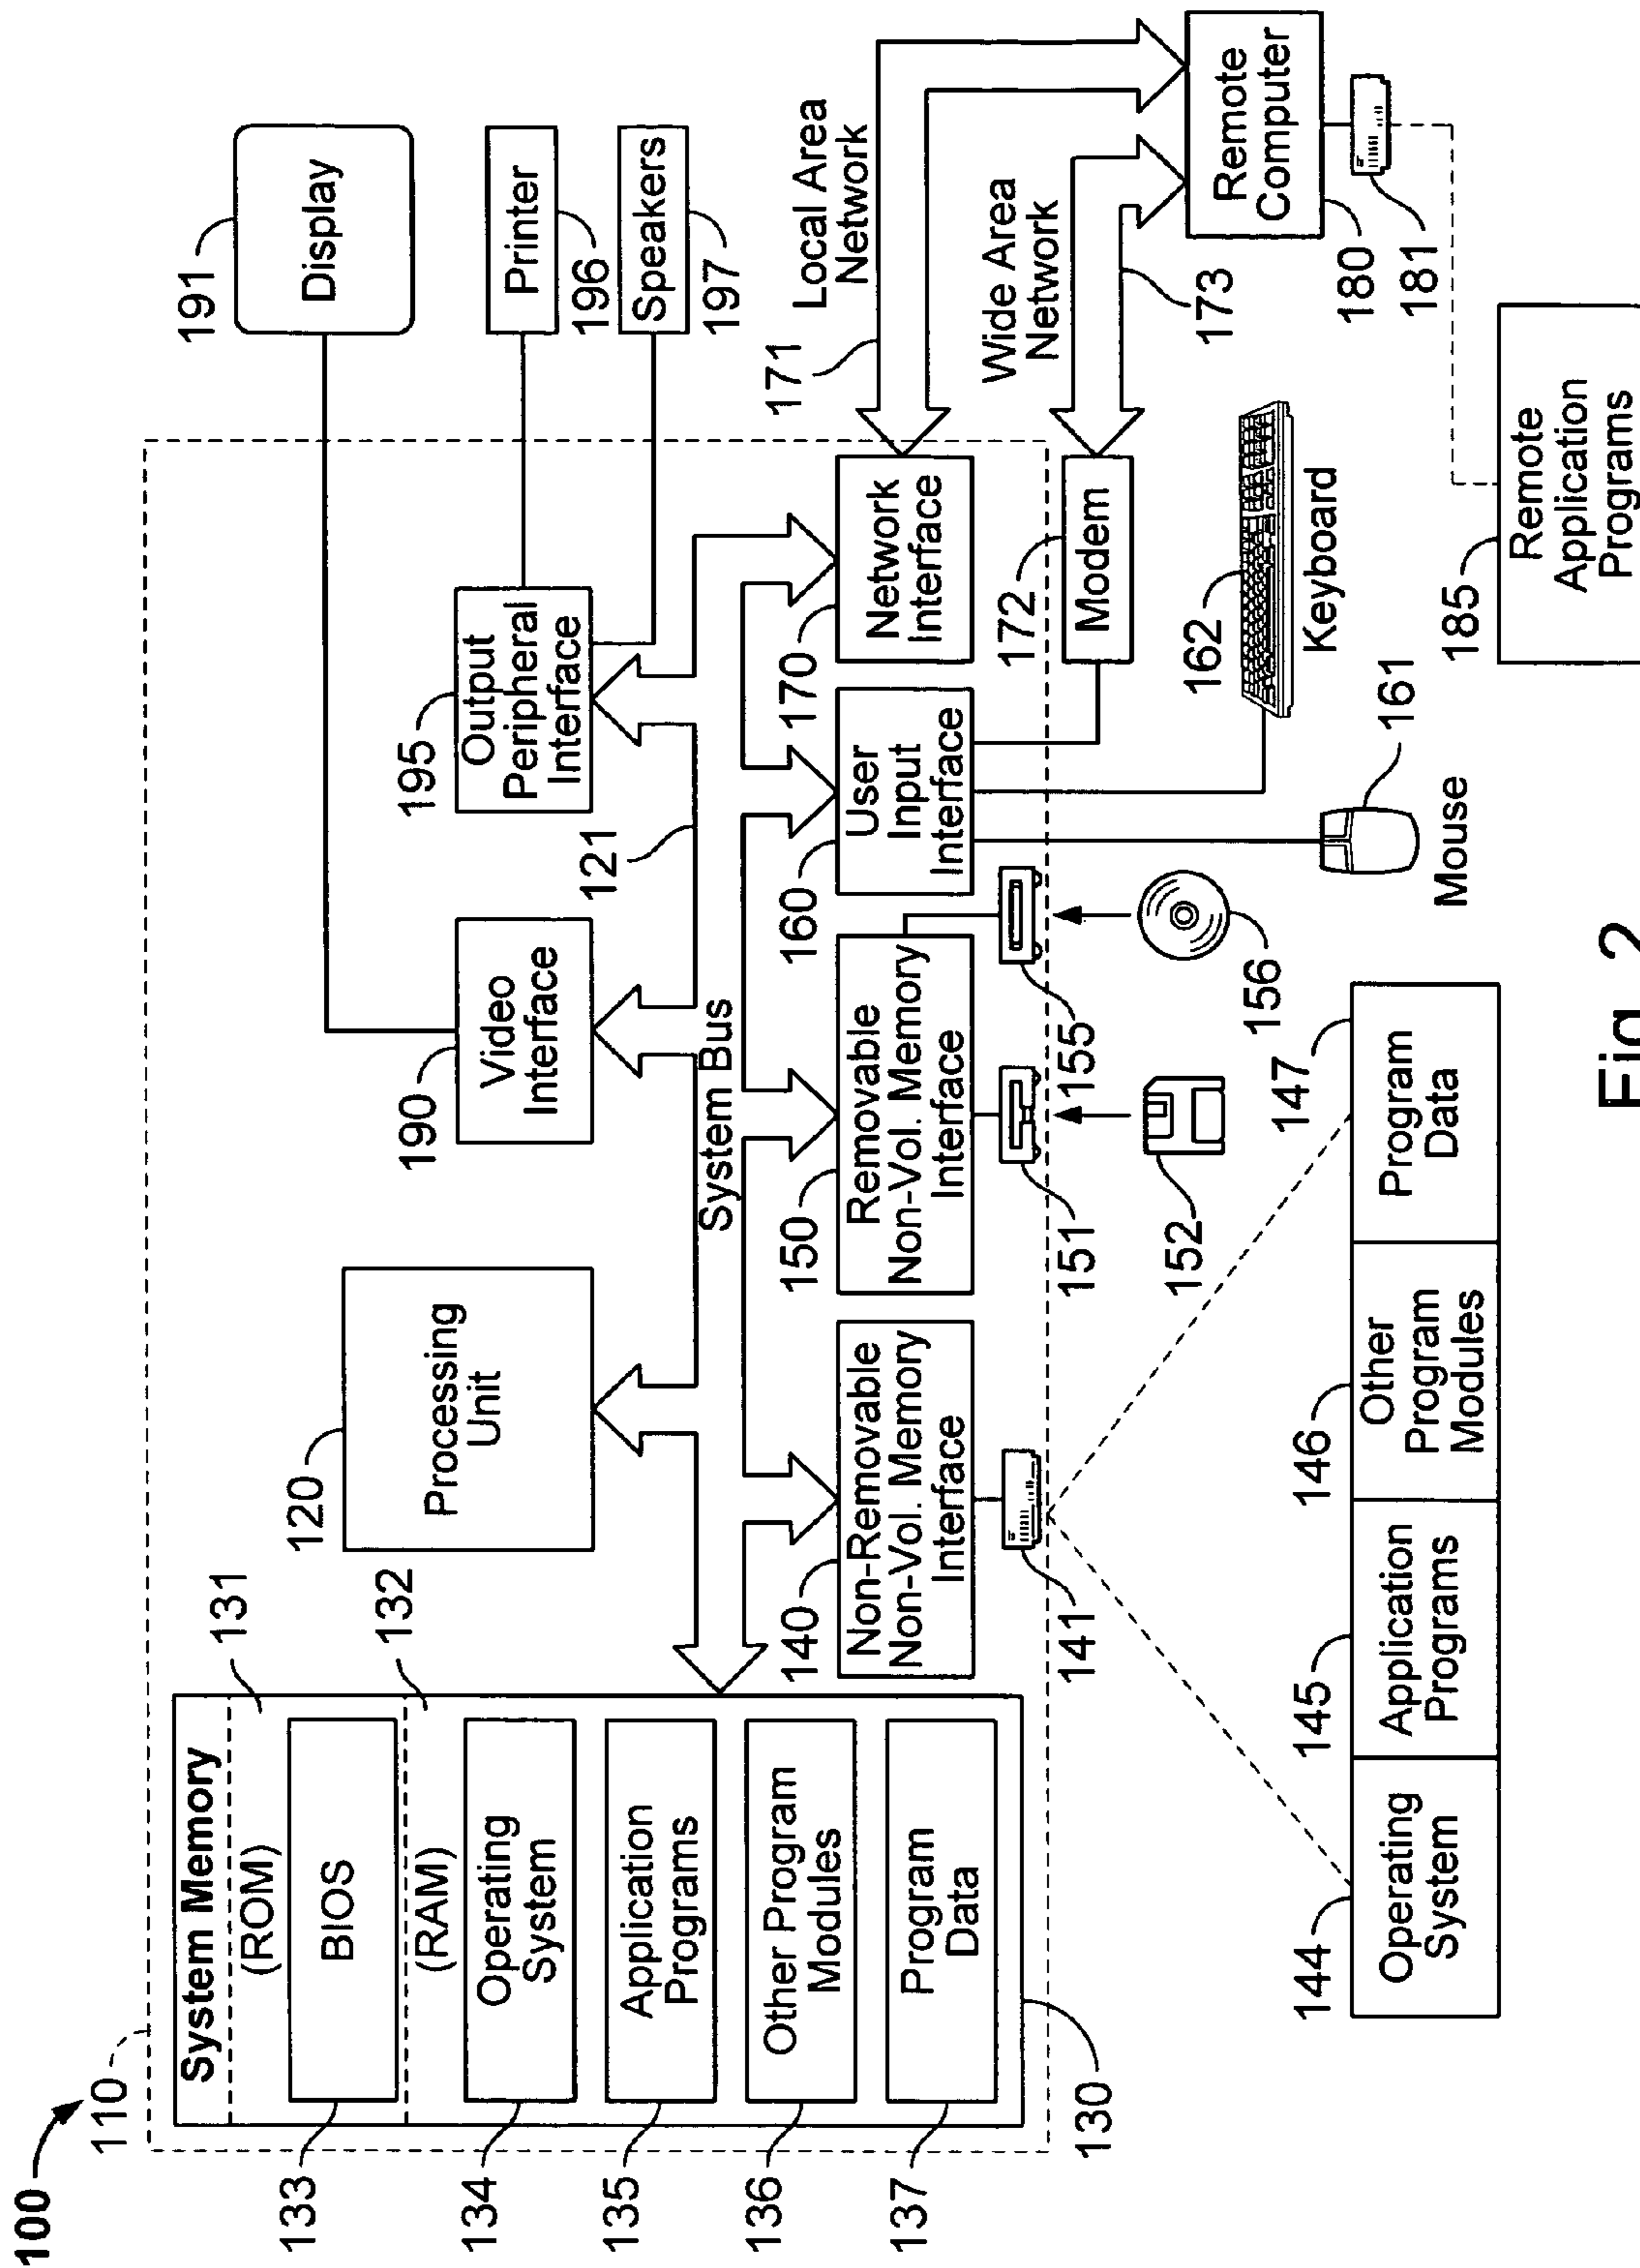 100
110
System Memory
(ROM)
131
BIOS
133
(RAM)
132
Operating
System
134
Application
Programs
135
Other Program
Modules
136
Program
Data
137
130
120
Processing
Unit
190
Video
Interface
195
Output
Peripheral
Interface
191
Display
Printer
196
Speakers
197
System Bus
121
140
Non-Removable
Non-Vol. Memory
Interface
150
Removable
Non-Vol. Memory
Interface
160
User
Input
Interface
170
Network
Interface
171
Local Area
Network
141
151
155
172
Modem
Wide Area
Network
173
152
156
162
Keyboard
Remote
Computer
180
181
161
Mouse
144
Operating
System
145
Application
Programs
146
Other
Program
Modules
147
Program
Data
185
Remote
Application
Programs
Fig. 2